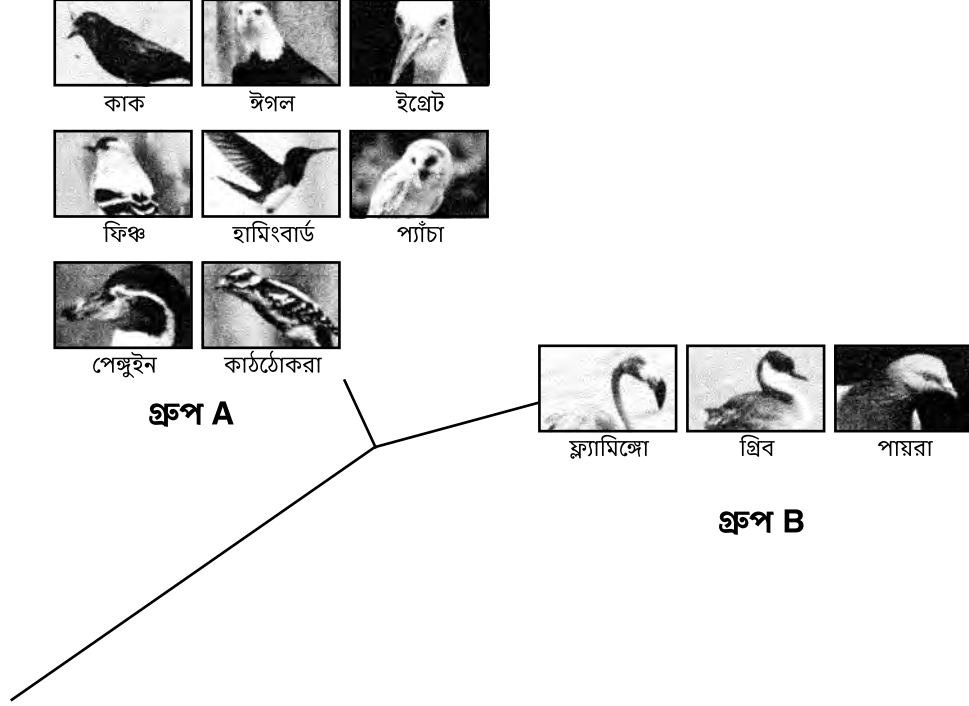 কাক ঈগল ইগ্রেট
ফিঞ্চ হামিংবার্ড প্যাঁচা
পেঙ্গুইন কাঠঠোকরা
গ্রুপ A
ফ্ল্যামিঙ্গো গ্রিব পায়রা
গ্রুপ B